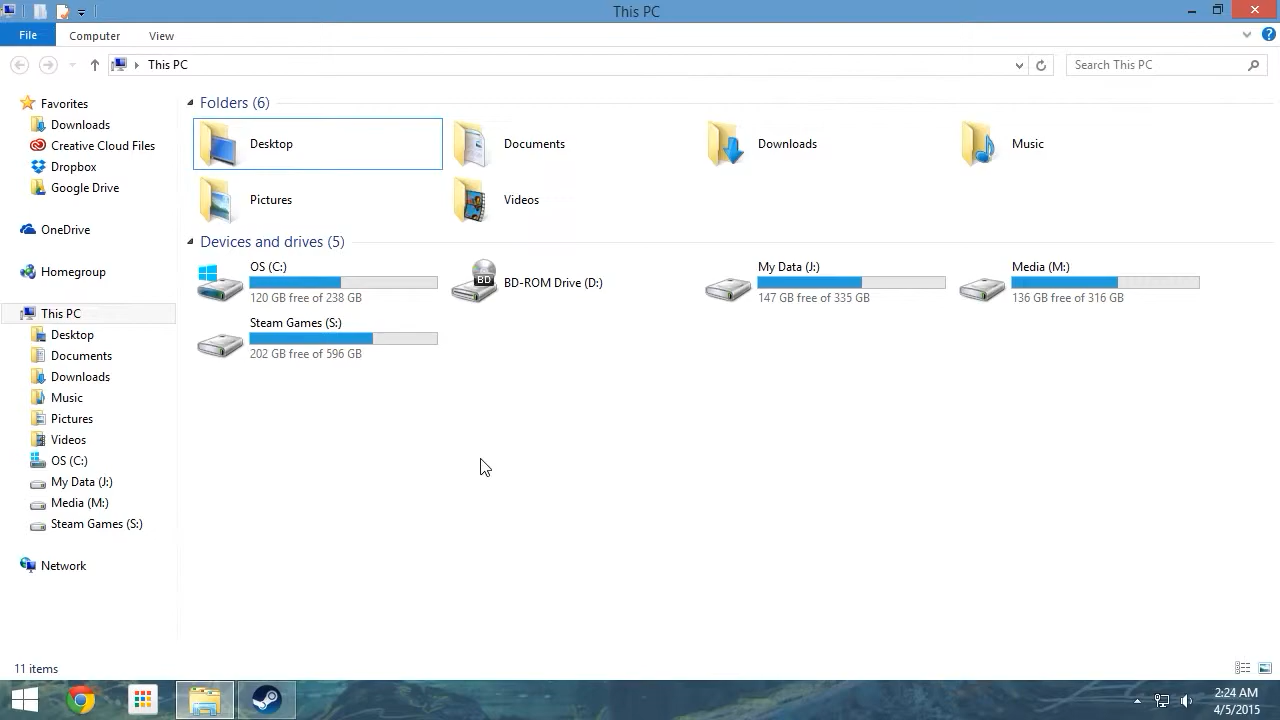 This PC
File Computer View
This PC
Search This PC
Favorites
Downloads
Creative Cloud Files
Dropbox
Google Drive
OneDrive
Homegroup
This PC
Desktop
Documents
Downloads
Music
Pictures
Videos
OS (C:)
My Data (J:)
Media (M:)
Steam Games (S:)
Network
Folders (6)
Desktop
Documents
Downloads
Music
Pictures
Videos
Devices and drives (5)
OS (C:)
120 GB free of 238 GB
BD
BD-ROM Drive (D:)
My Data (J:)
147 GB free of 335 GB
Media (M:)
136 GB free of 316 GB
Steam Games (S:)
202 GB free of 596 GB
11 items
2:24 AM
4/5/2015